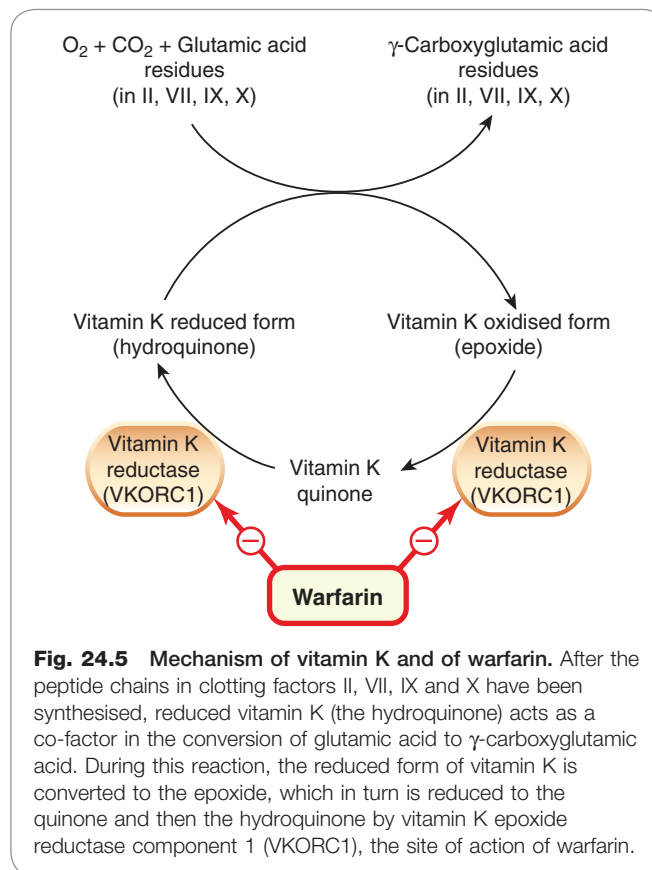 O₂ + CO₂ + Glutamic acid
residues
(in II, VII, IX, X)
γ-Carboxyglutamic acid
residues
(in II, VII, IX, X)
Vitamin K reduced form
(hydroquinone)
Vitamin K oxidised form
(epoxide)
Vitamin K
reductase
(VKORC1)
Vitamin K
quinone
Vitamin K
reductase
(VKORC1)
−
−
Warfarin
Fig. 24.5 Mechanism of vitamin K and of warfarin. After the
peptide chains in clotting factors II, VII, IX and X have been
synthesised, reduced vitamin K (the hydroquinone) acts as a
co-factor in the conversion of glutamic acid to γ-carboxyglutamic
acid. During this reaction, the reduced form of vitamin K is
converted to the epoxide, which in turn is reduced to the
quinone and then the hydroquinone by vitamin K epoxide
reductase component 1 (VKORC1), the site of action of warfarin.